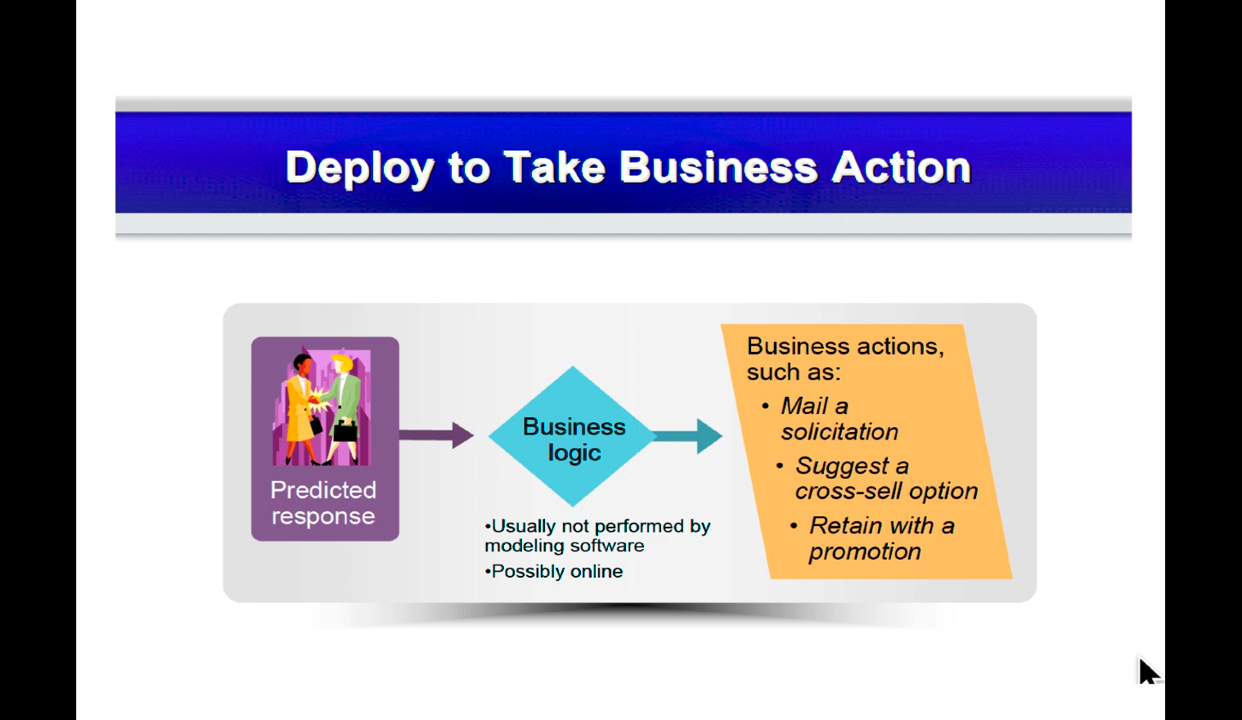 Deploy to Take Business Action
Predicted
response
Business
logic
•Usually not performed by
modeling software
•Possibly online
Business actions,
such as:
• Mail a
solicitation
• Suggest a
cross-sell option
• Retain with a
promotion